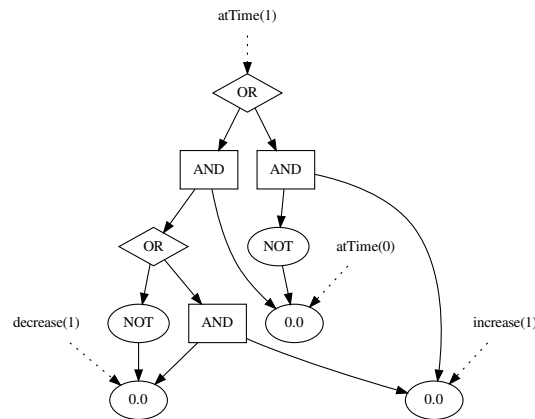 atTime(1)
OR
AND
AND
OR
NOT
atTime(0)
decrease(1)
NOT
AND
0.0
increase(1)
0.0
0.0